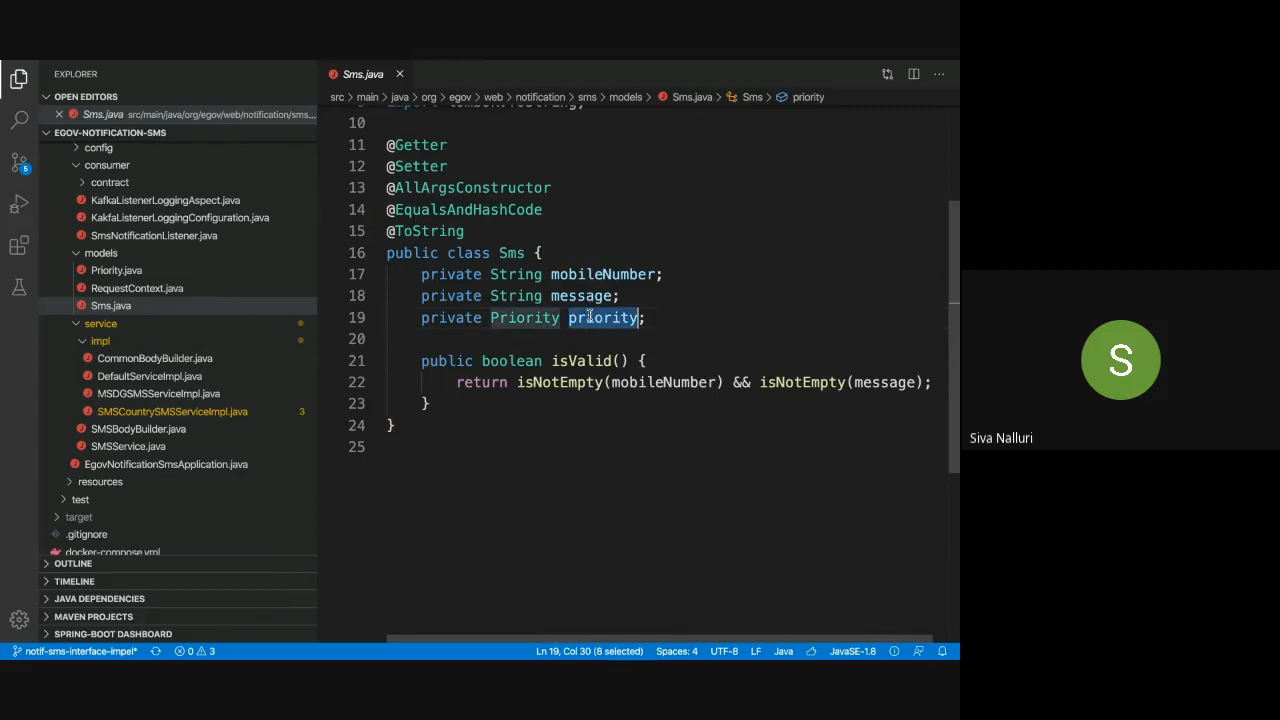 EXPLORER
OPEN EDITORS
Sms.java src/main/java/org/egov/web/notification/sms...
EGOV-NOTIFICATION-SMS
config
consumer
contract
KafkaListenerLoggingAspect.java
KakfaListenerLoggingConfiguration.java
SmsNotificationListener.java
models
Priority.java
RequestContext.java
Sms.java
service
impl
CommonBodyBuilder.java
DefaultServiceImpl.java
MSDGSMSServiceImpl.java
SMSCountrySMSServiceImpl.java 3
SMSBodyBuilder.java
SMSService.java
EgovNotificationSmsApplication.java
resources
test
target
.gitignore
docker-compose.yml
OUTLINE
TIMELINE
JAVA DEPENDENCIES
MAVEN PROJECTS
SPRING-BOOT DASHBOARD
5
Sms.java
src > main > java > org > egov > web > notification > sms > models > Sms.java > Sms > priority
10
11 @Getter
12 @Setter
13 @AllArgsConstructor
14 @EqualsAndHashCode
15 @ToString
16 public class Sms {
17 private String mobileNumber;
18 private String message;
19 private Priority priority;
20
21 public boolean isValid() {
22 return isNotEmpty(mobileNumber) && isNotEmpty(message);
23 }
24 }
25
notif-sms-interface-impel* 0 3 Ln 19, Col 30 (8 selected) Spaces: 4 UTF-8 LF Java JavaSE-1.8
S
Siva Nalluri